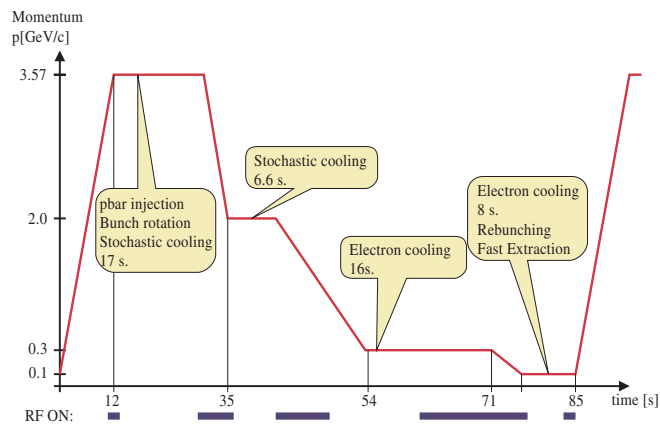 Momentum
p[GeV/c]
3.57
2.0
0.3
0.1
pbar injection
Bunch rotation
Stochastic cooling
17 s.
Stochastic cooling
6.6 s.
Electron cooling
16s.
Electron cooling
8 s.
Rebunching
Fast Extraction
12 35 54 71 85 time [s]
RF ON: